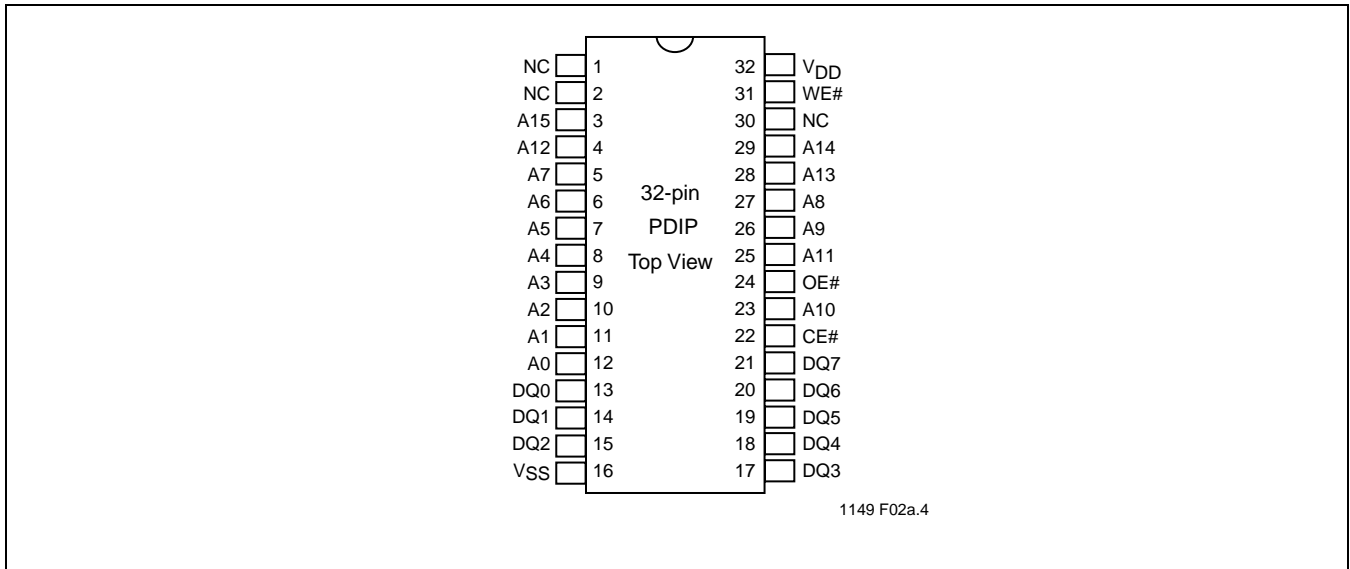 NC 1 32 VDD
NC 2 31 WE#
A15 3 30 NC
A12 4 29 A14
A7 5 28 A13
A6 6 27 A8
A5 7 26 A9
A4 8 25 A11
A3 9 24 OE#
A2 10 23 A10
A1 11 22 CE#
A0 12 21 DQ7
DQ0 13 20 DQ6
DQ1 14 19 DQ5
DQ2 15 18 DQ4
VSS 16 17 DQ3
32-pin
PDIP
Top View
1149 F02a.4